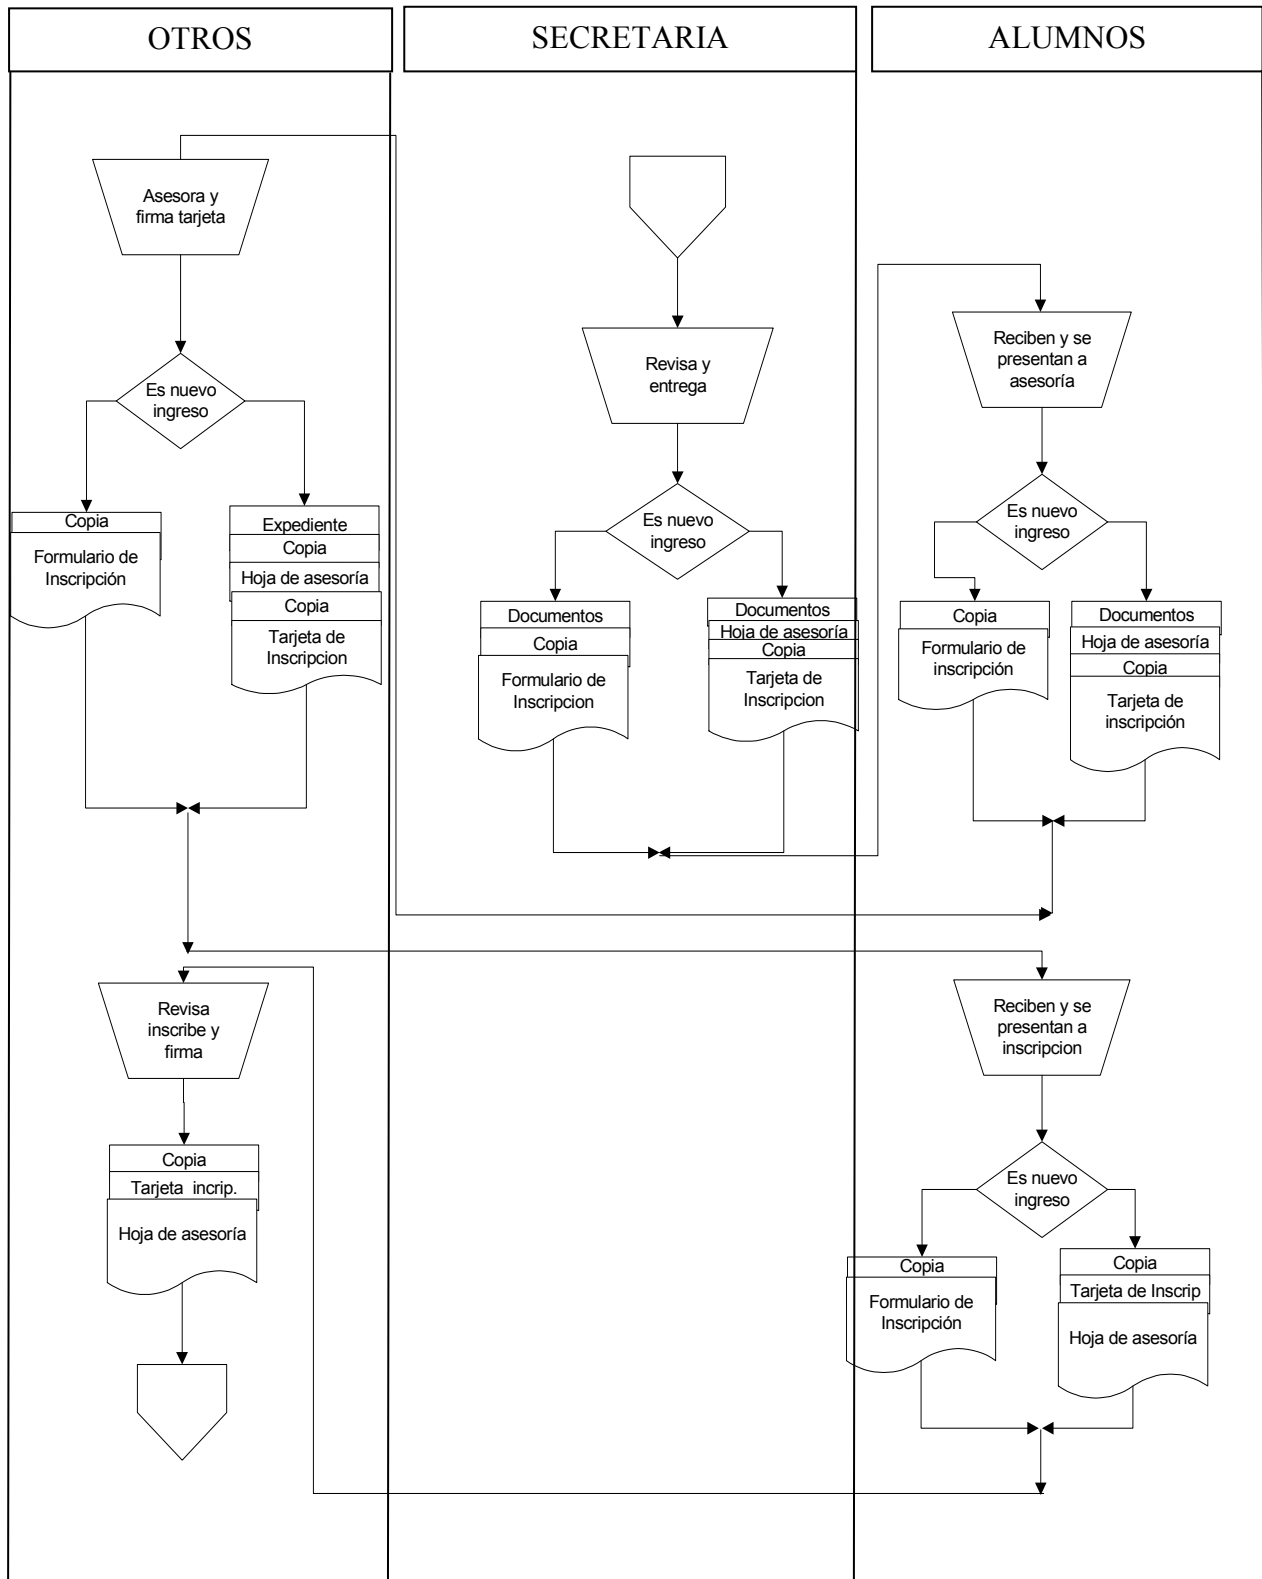 OTROS
SECRETARIA
ALUMNOS
Asesora y
firma tarjeta
Es nuevo
ingreso
Copia
Formulario de
Inscripción
Expediente
Copia
Hoja de asesoría
Copia
Tarjeta de
Inscripcion
Revisa y
entrega
Es nuevo
ingreso
Documentos
Copia
Formulario de
Inscripcion
Documentos
Hoja de asesoría
Copia
Tarjeta de
Inscripcion
Reciben y se
presentan a
asesoría
Es nuevo
ingreso
Copia
Formulario de
inscripción
Documentos
Hoja de asesoría
Copia
Tarjeta de
inscripción
Revisa
inscribe y
firma
Copia
Tarjeta incrip.
Hoja de asesoría
Reciben y se
presentan a
inscripcion
Es nuevo
ingreso
Copia
Formulario de
Inscripción
Copia
Tarjeta de Inscrip
Hoja de asesoría